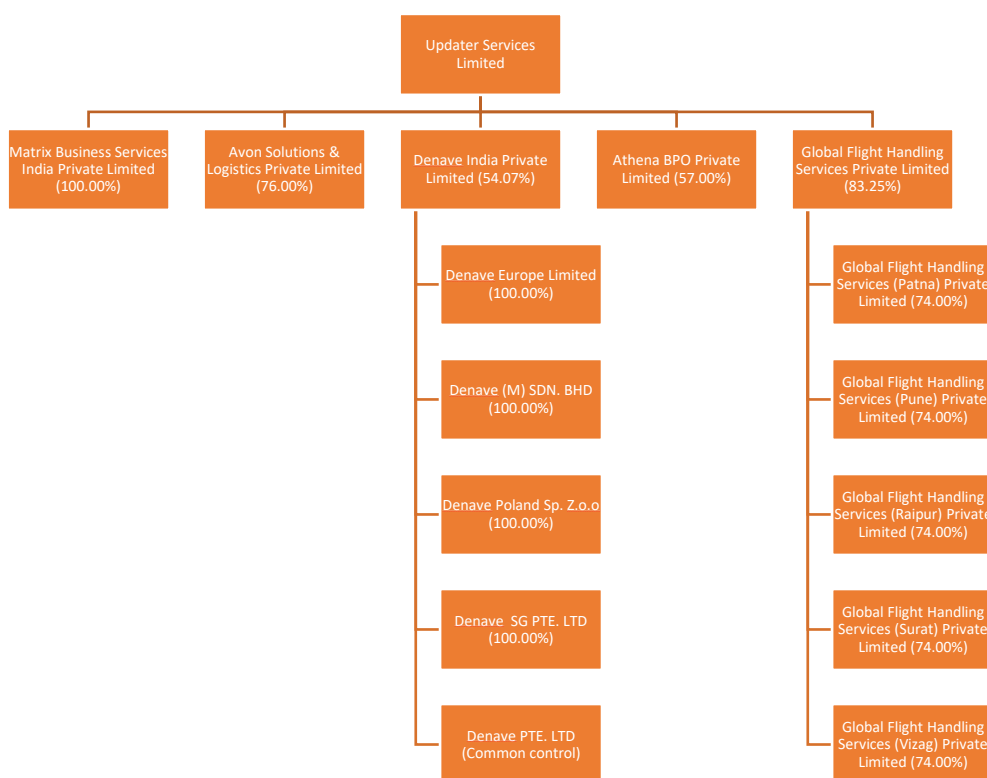 Updater Services
Limited
Matrix Business Services
India Private Limited
(100.00%)
Avon Solutions &
Logistics Private Limited
(76.00%)
Denave India Private
Limited (54.07%)
Athena BPO Private
Limited (57.00%)
Global Flight Handling
Services Private Limited
(83.25%)
Denave Europe Limited
(100.00%)
Denave (M) SDN. BHD
(100.00%)
Denave Poland Sp. Z.o.o
(100.00%)
Denave  SG PTE. LTD
(100.00%)
Denave PTE. LTD
(Common control)
Global Flight Handling
Services (Patna) Private
Limited (74.00%)
Global Flight Handling
Services (Pune) Private
Limited (74.00%)
Global Flight Handling
Services (Raipur) Private
Limited (74.00%)
Global Flight Handling
Services (Surat) Private
Limited (74.00%)
Global Flight Handling
Services (Vizag) Private
Limited (74.00%)